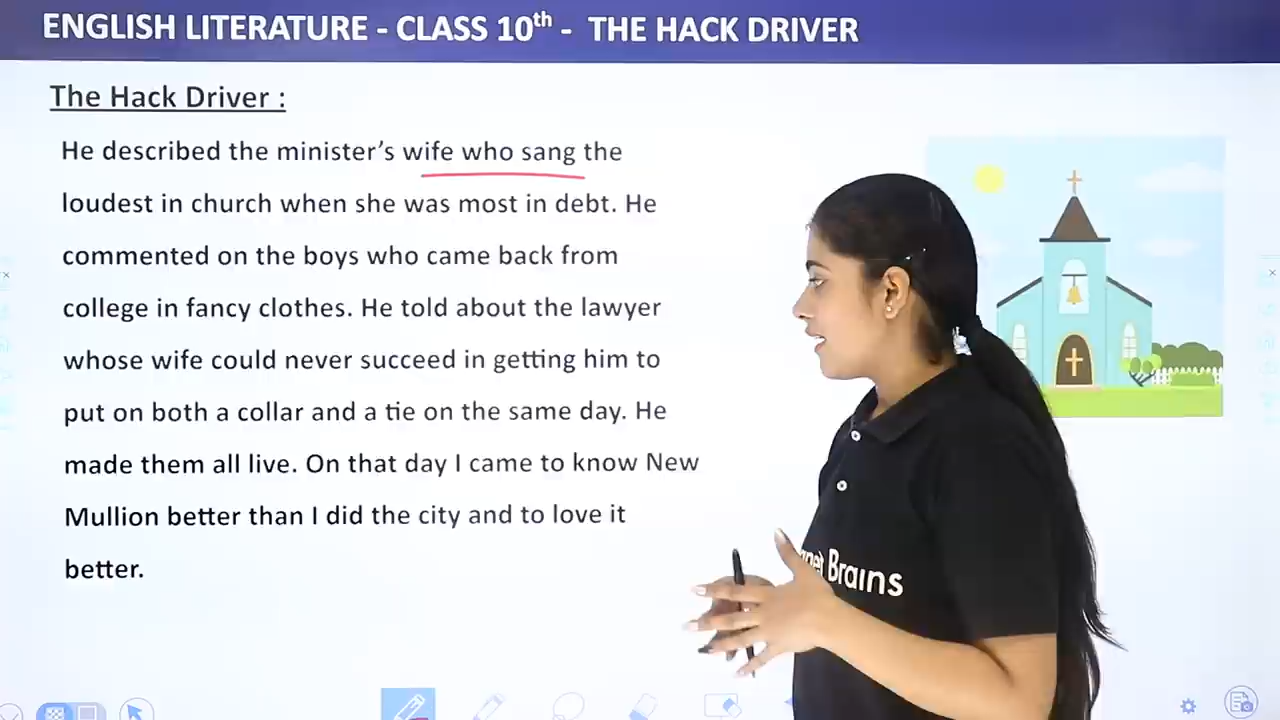 ENGLISH LITERATURE - CLASS 10th - THE HACK DRIVER
The Hack Driver :
He described the minister's wife who sang the
loudest in church when she was most in debt. He
commented on the boys who came back from
college in fancy clothes. He told about the lawyer
whose wife could never succeed in getting him to
put on both a collar and a tie on the same day. He
made them all live. On that day I came to know New
Mullion better than I did the city and to love it
better.
Brains